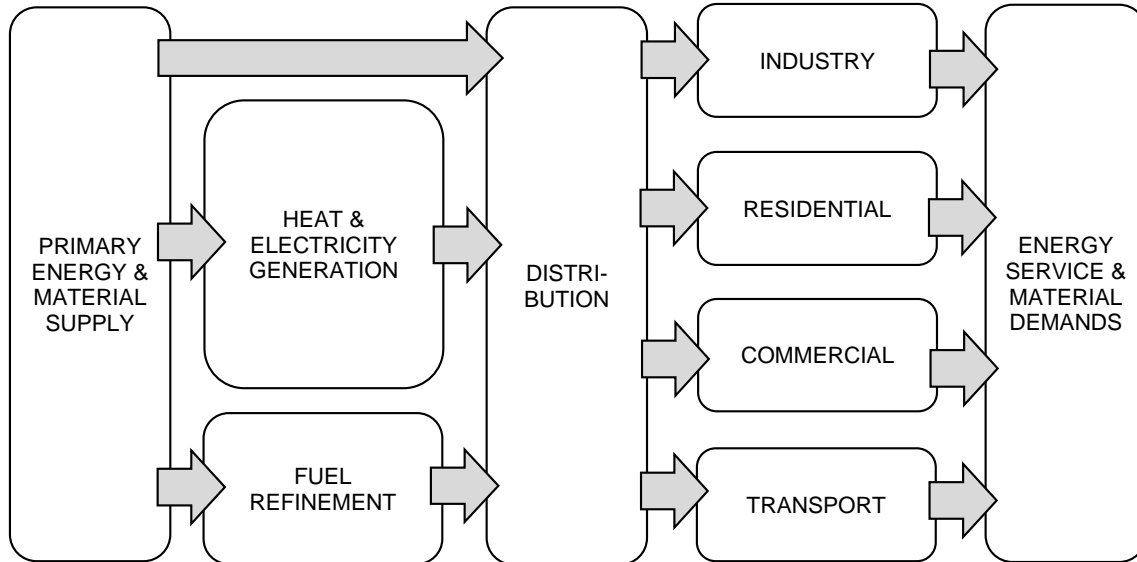 PRIMARY
ENERGY &
MATERIAL
SUPPLY
HEAT &
ELECTRICITY
GENERATION
FUEL
REFINEMENT
DISTRI-
BUTION
INDUSTRY
RESIDENTIAL
COMMERCIAL
TRANSPORT
ENERGY
SERVICE &
MATERIAL
DEMANDS